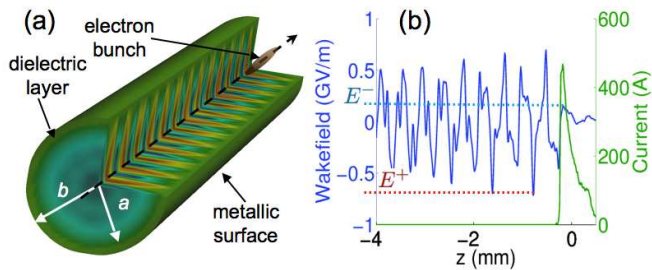 (a)
electron
bunch
dielectric
layer
b
a
metallic
surface
(b)
Wakefield (GV/m)
1
0.5
0
−0.5
−1
E−
E+
−4
−2
0
z (mm)
600
400
200
0
Current (A)